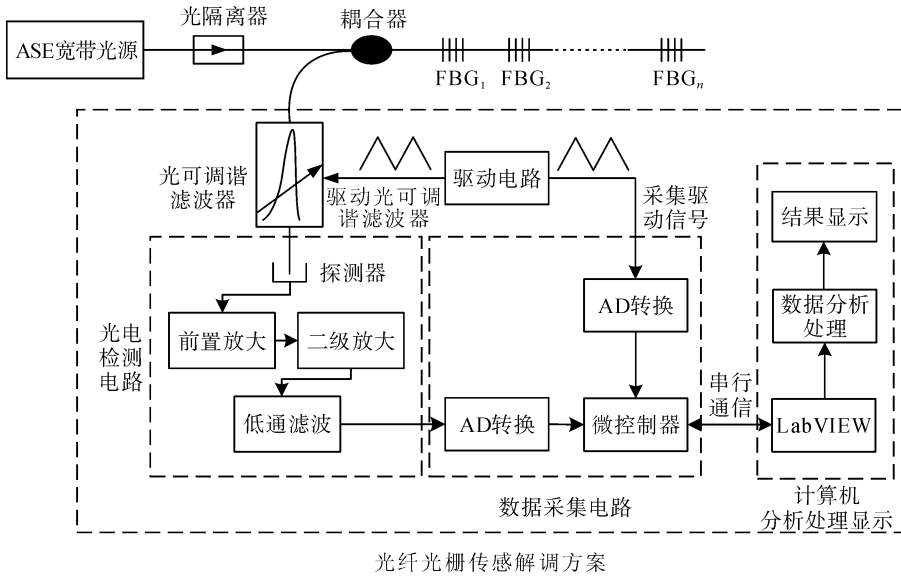 光隔离器
耦合器
ASE宽带光源
FBG1
FBG2
FBGn
光可调谐
滤波器
驱动光可调
谐滤波器
驱动电路
采集驱动信号
动信号
结果显示
探测器
AD转换
数据分析
处理
光电
检测
电路
前置放大
二级放大
低通滤波
AD转换
微控制器
串行
通信
LabVIEW
数据采集电路
计算机
分析处理显示
光纤光栅传感解调方案